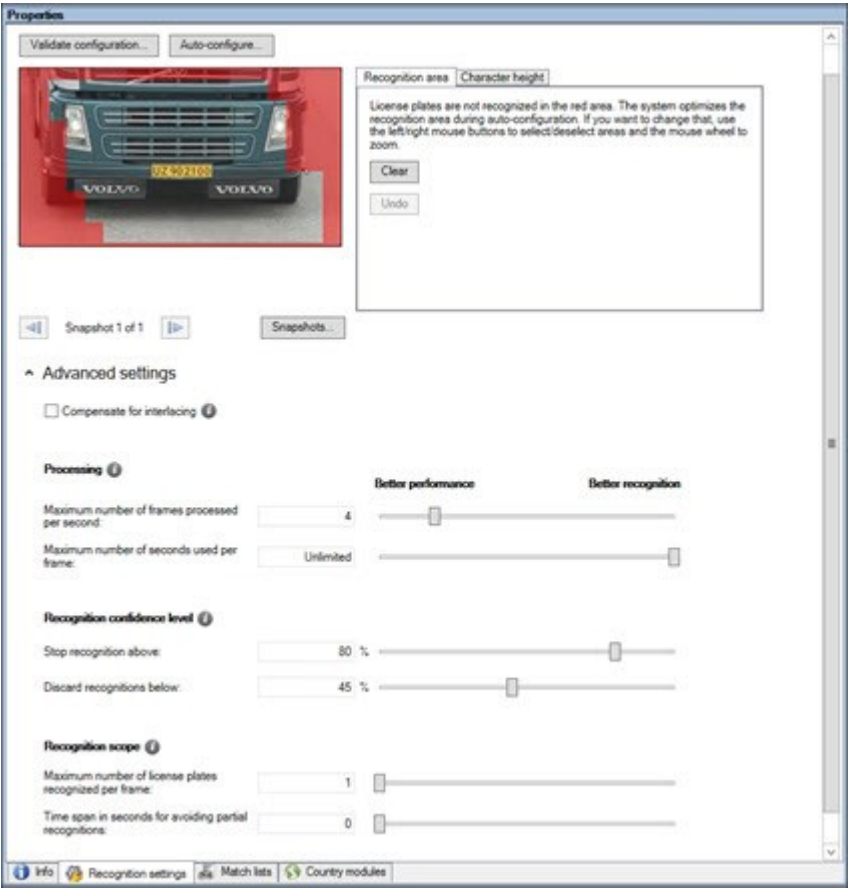 Properties
Validate configuration...
Auto-configure...
Recognition area
Character height
License plates are not recognized in the red area. The system optimizes the
recognition area during auto-configuration. If you want to change that, use
the left/right mouse buttons to select/deselect areas and the mouse wheel to
zoom.
Clear
Undo
UZ 90 2100
VOLVO
VOLVO
Snapshot 1 of 1
Snapshots...
Advanced settings
Compensate for interlacing
Processing
Better performance
Better recognition
Maximum number of frames processed
per second:
4
Maximum number of seconds used per
frame:
Unlimited
Recognition confidence level
Stop recognition above:
80 %
Discard recognitions below:
45 %
Recognition scope
Maximum number of license plates
recognized per frame:
1
Time span in seconds for avoiding partial
recognitions:
0
Info
Recognition settings
Match lists
Country modules